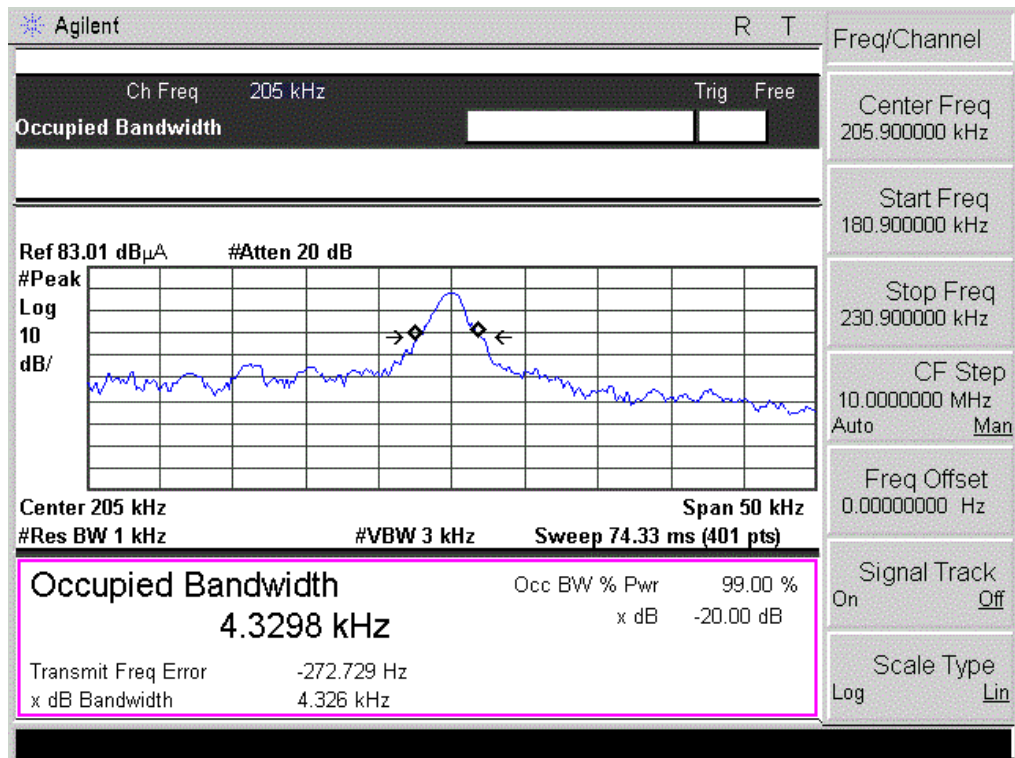 Agilent R T
Ch Freq 205 kHz Trig Free
Occupied Bandwidth
Ref 83.01 dBµA #Atten 20 dB
#Peak
Log
10
dB/
Center 205 kHz Span 50 kHz
#Res BW 1 kHz #VBW 3 kHz Sweep 74.33 ms (401 pts)
Occupied Bandwidth
4.3298 kHz
Occ BW % Pwr 99.00 %
x dB -20.00 dB
Transmit Freq Error -272.729 Hz
x dB Bandwidth 4.326 kHz
Freq/Channel
Center Freq
205.900000 kHz
Start Freq
180.900000 kHz
Stop Freq
230.900000 kHz
CF Step
10.0000000 MHz
Auto Man
Freq Offset
0.00000000 Hz
Signal Track
On Off
Scale Type
Log Lin